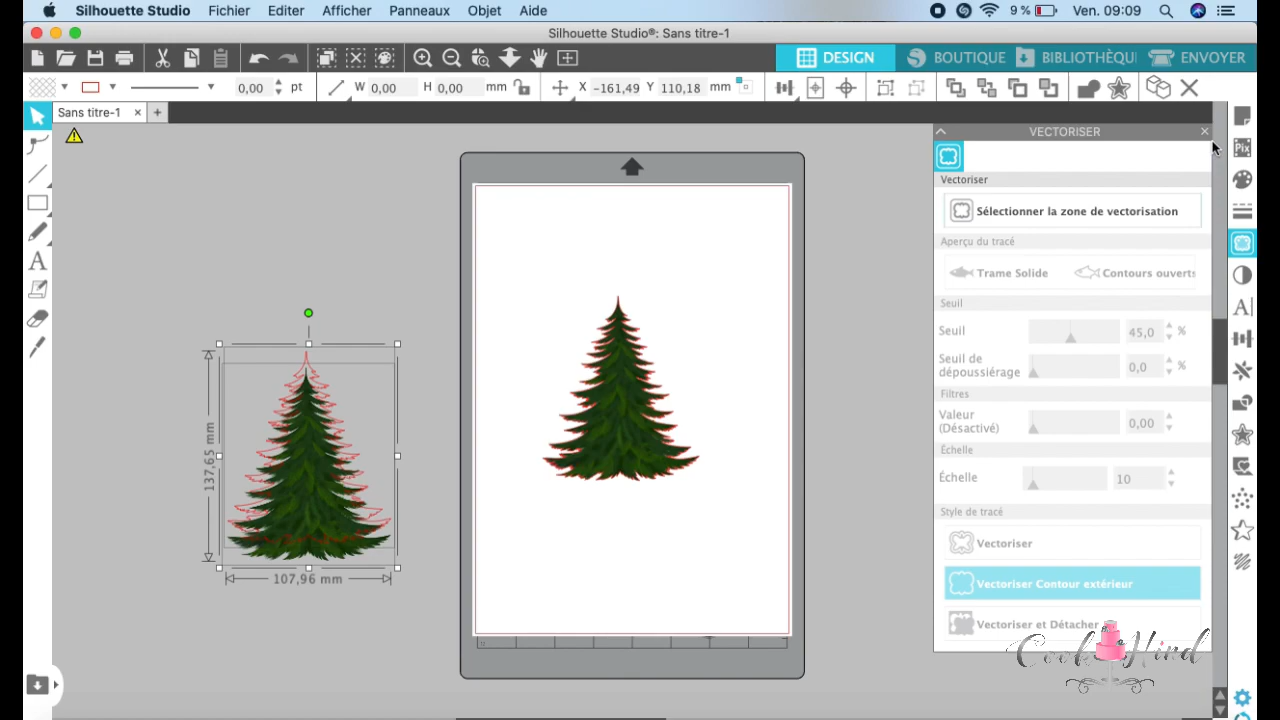 Silhouette Studio Fichier Editer Afficher Panneaux Objet Aide 9 % Ven. 09:09
Silhouette Studio®: Sans titre-1
DESIGN BOUTIQUE BIBLIOTHÈQU ENVOYER
0,00 pt W 0,00 H 0,00 mm X -161,49 Y 110,18 mm
Sans titre-1 × +
VECTORISER
Vectoriser
Sélectionner la zone de vectorisation
Aperçu du tracé
Trame Solide Contours ouverts
Seuil
Seuil 45,0 %
Seuil de
dépoussiérage 0,0 %
Filtres
Valeur
(Désactivé) 0,00
Échelle
Échelle 10
Style de tracé
Vectoriser
Vectoriser Contour extérieur
Vectoriser et Détacher
137,65 mm
107,96 mm
Pix
A
A
Cook Hind